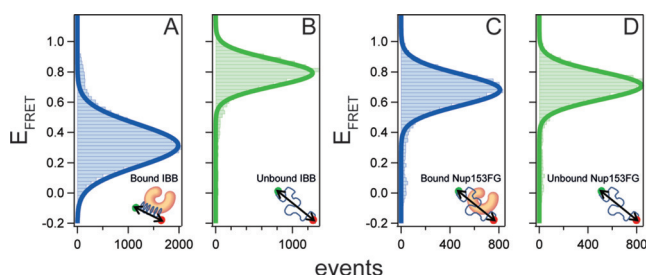 A B C D
E_FRET E_FRET
1.0 1.0
0.8 0.8
0.6 0.6
0.4 0.4
0.2 0.2
0.0 0.0
-0.2 -0.2
Bound IBB Unbound IBB Bound Nup153FG Unbound Nup153FG
0 1000 2000 0 1000 0 400 800 0 400 800
events